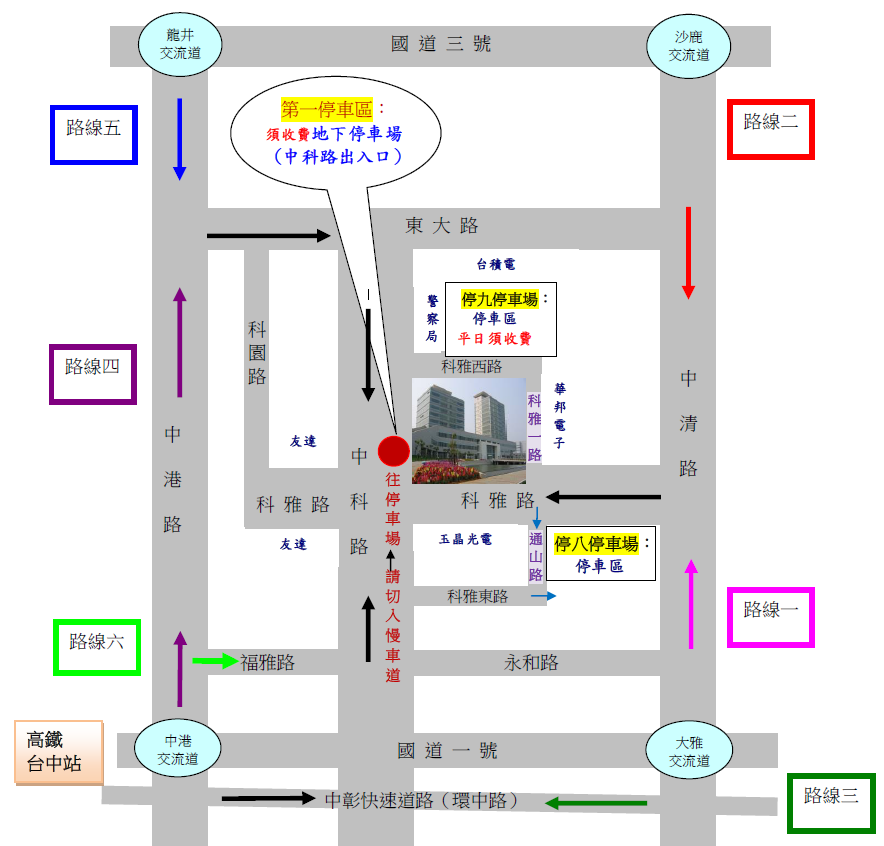 龍井
交流道
國道三號
沙鹿
交流道
路線五
第一停車區：
須收費地下停車場
（中科路出入口）
路線二
東大路
台積電
警察局
停九停車場：
停車區
平日須收費
科園路
科雅西路
路線四
中港路
友達
中科路
科雅一路
華邦電子
中清路
往停車場
請切入慢車道
科雅路
科雅路
友達
玉晶光電
通山路
停八停車場：
停車區
科雅東路
路線一
路線六
福雅路
永和路
高鐵
台中站
中港
交流道
國道一號
大雅
交流道
中彰快速道路（環中路）
路線三